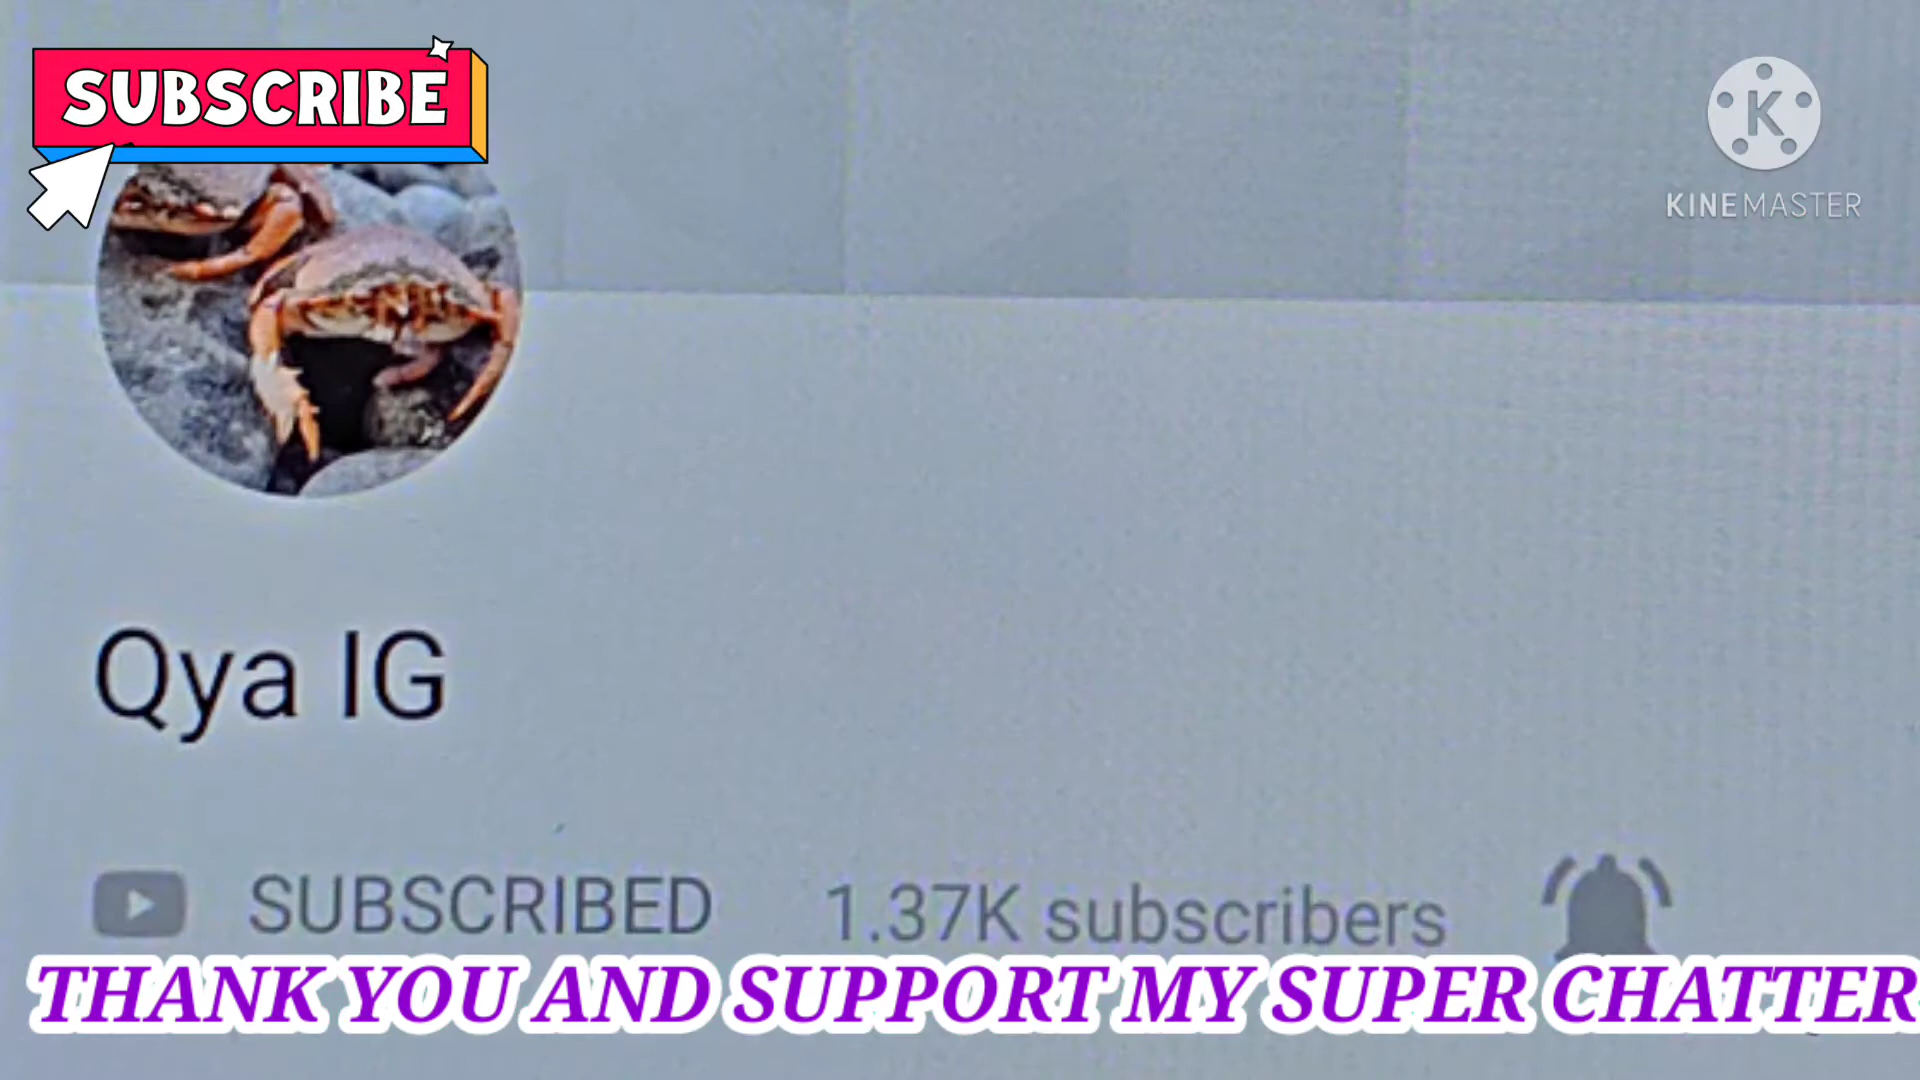 SUBSCRIBE
K
KINEMASTER
Qya IG
SUBSCRIBED 1.37K subscribers
THANK YOU AND SUPPORT MY SUPER CHATTER